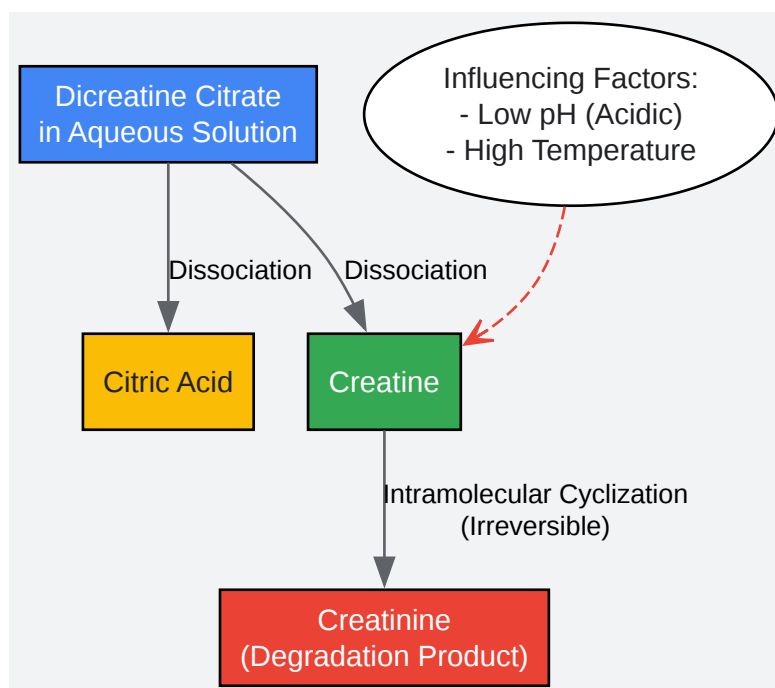 Dicreatine Citrate
in Aqueous Solution
Influencing Factors:
- Low pH (Acidic)
- High Temperature
Dissociation
Dissociation
Citric Acid
Creatine
Intramolecular Cyclization
(Irreversible)
Creatinine
(Degradation Product)